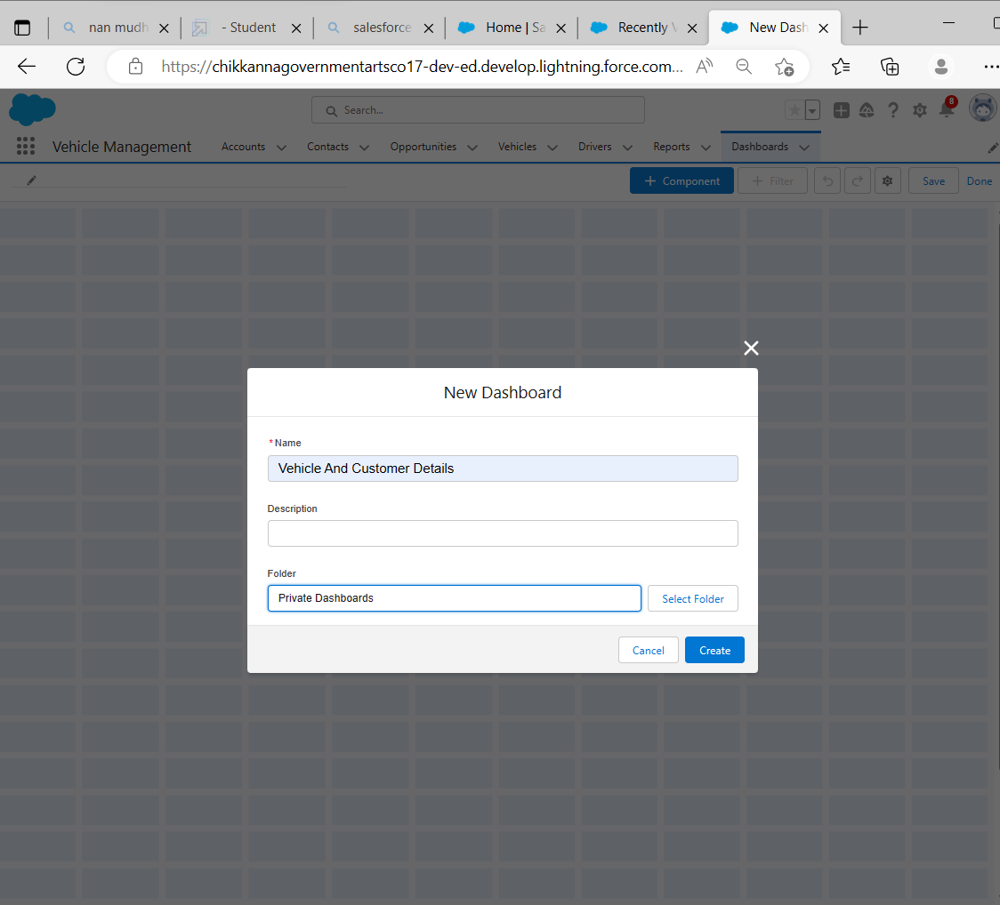 nan mudh
- Student
salesforce
Home | Sa
Recently V
New Dash
https://chikkannagovernmentartsco17-dev-ed.develop.lightning.force.com...
Search...
8
Vehicle Management
Accounts
Contacts
Opportunities
Vehicles
Drivers
Reports
Dashboards
+ Component
+ Filter
Save
Done
New Dashboard
* Name
Vehicle And Customer Details
Description
Folder
Private Dashboards
Select Folder
Cancel
Create